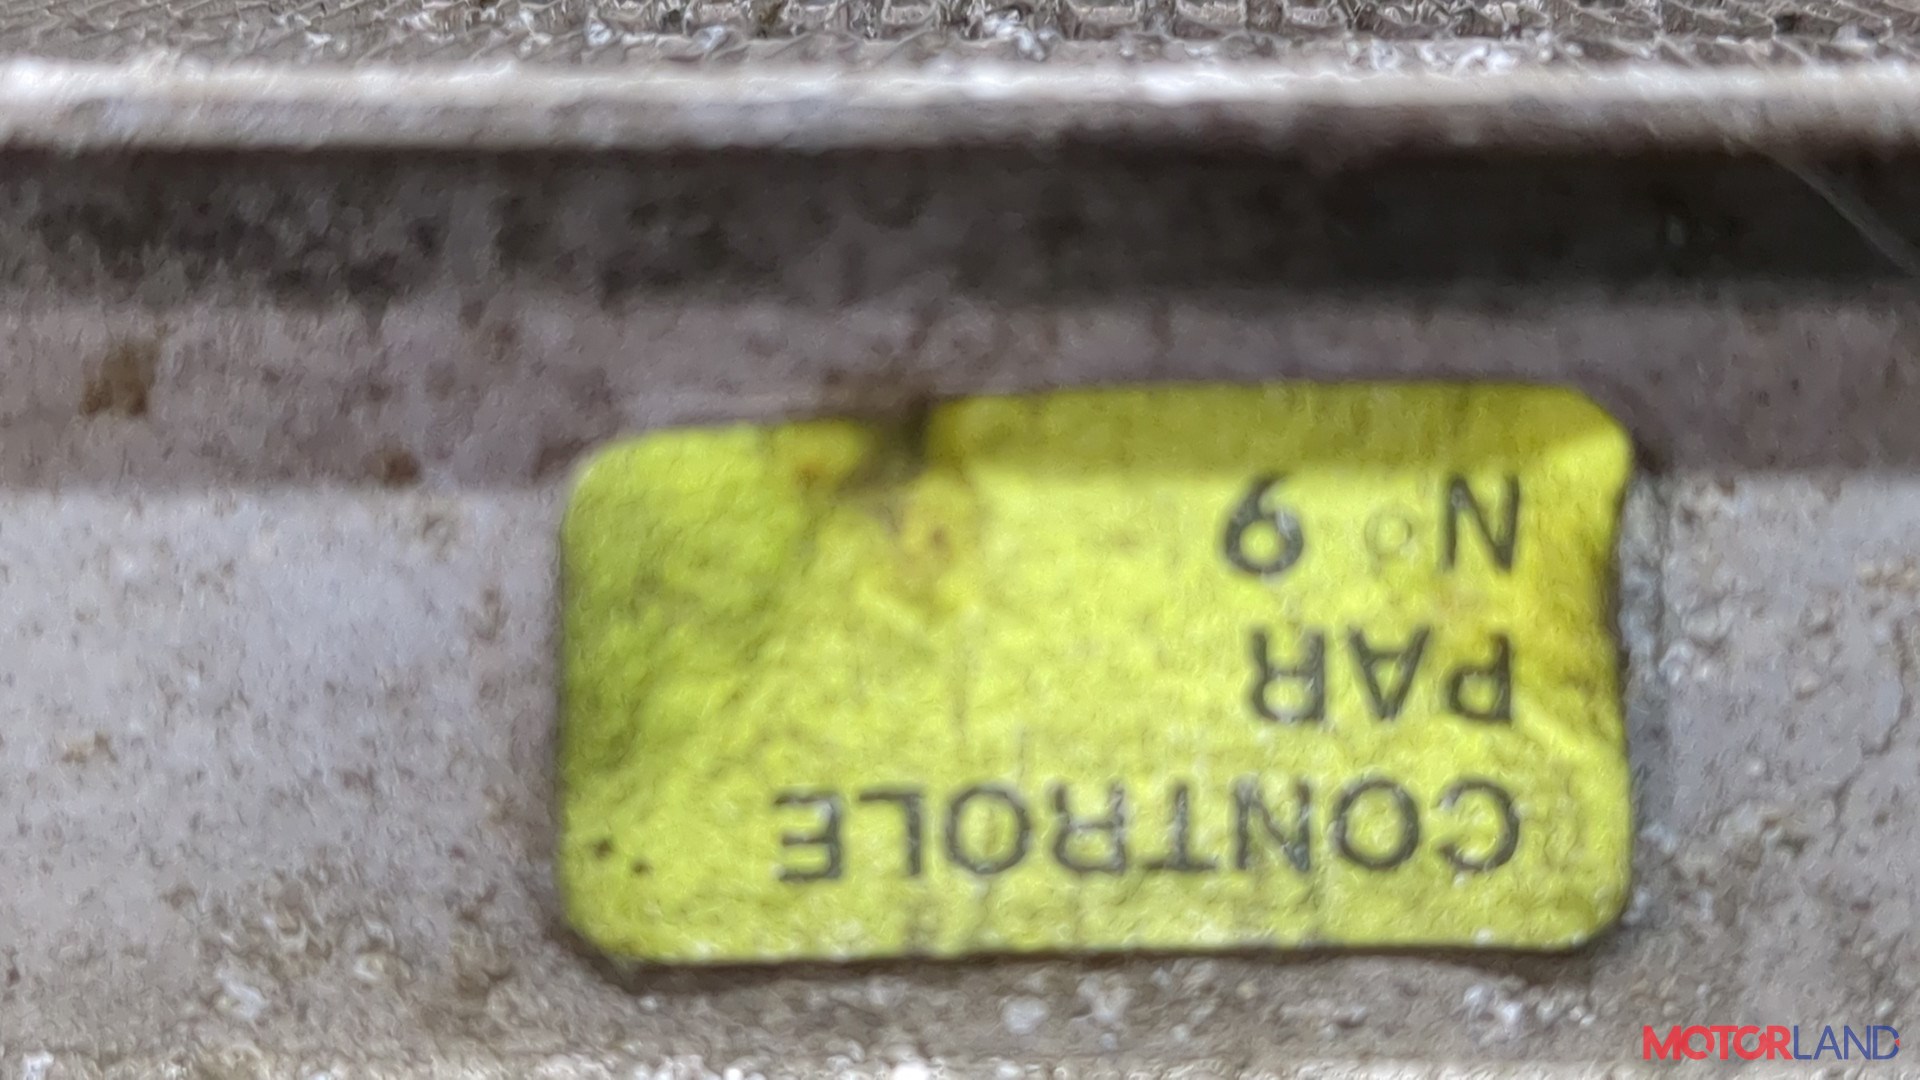 CONTROLE
PAR
N° 9
MOTORLAND